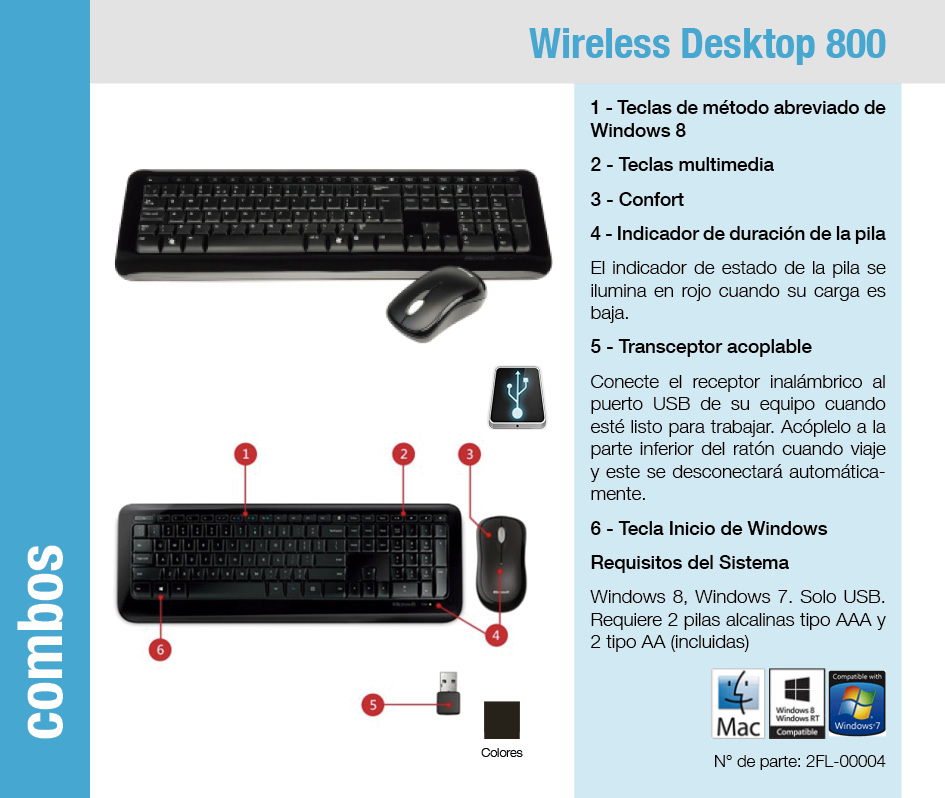 Wireless Desktop 800
1 - Teclas de método abreviado de
Windows 8
2 - Teclas multimedia
3 - Confort
4 - Indicador de duración de la pila
El indicador de estado de la pila se
ilumina en rojo cuando su carga es
baja.
5 - Transceptor acoplable
Conecte el receptor inalámbrico al
puerto USB de su equipo cuando
esté listo para trabajar. Acóplelo a la
parte inferior del ratón cuando viaje
y este se desconectará automática-
mente.
6 - Tecla Inicio de Windows
Requisitos del Sistema
Windows 8, Windows 7. Solo USB.
Requiere 2 pilas alcalinas tipo AAA y
2 tipo AA (incluidas)
Mac
Windows 8
Windows RT
Compatible
Compatible with
Windows 7
N° de parte: 2FL-00004
combos
1
2
3
Microsoft
4
6
5
Colores